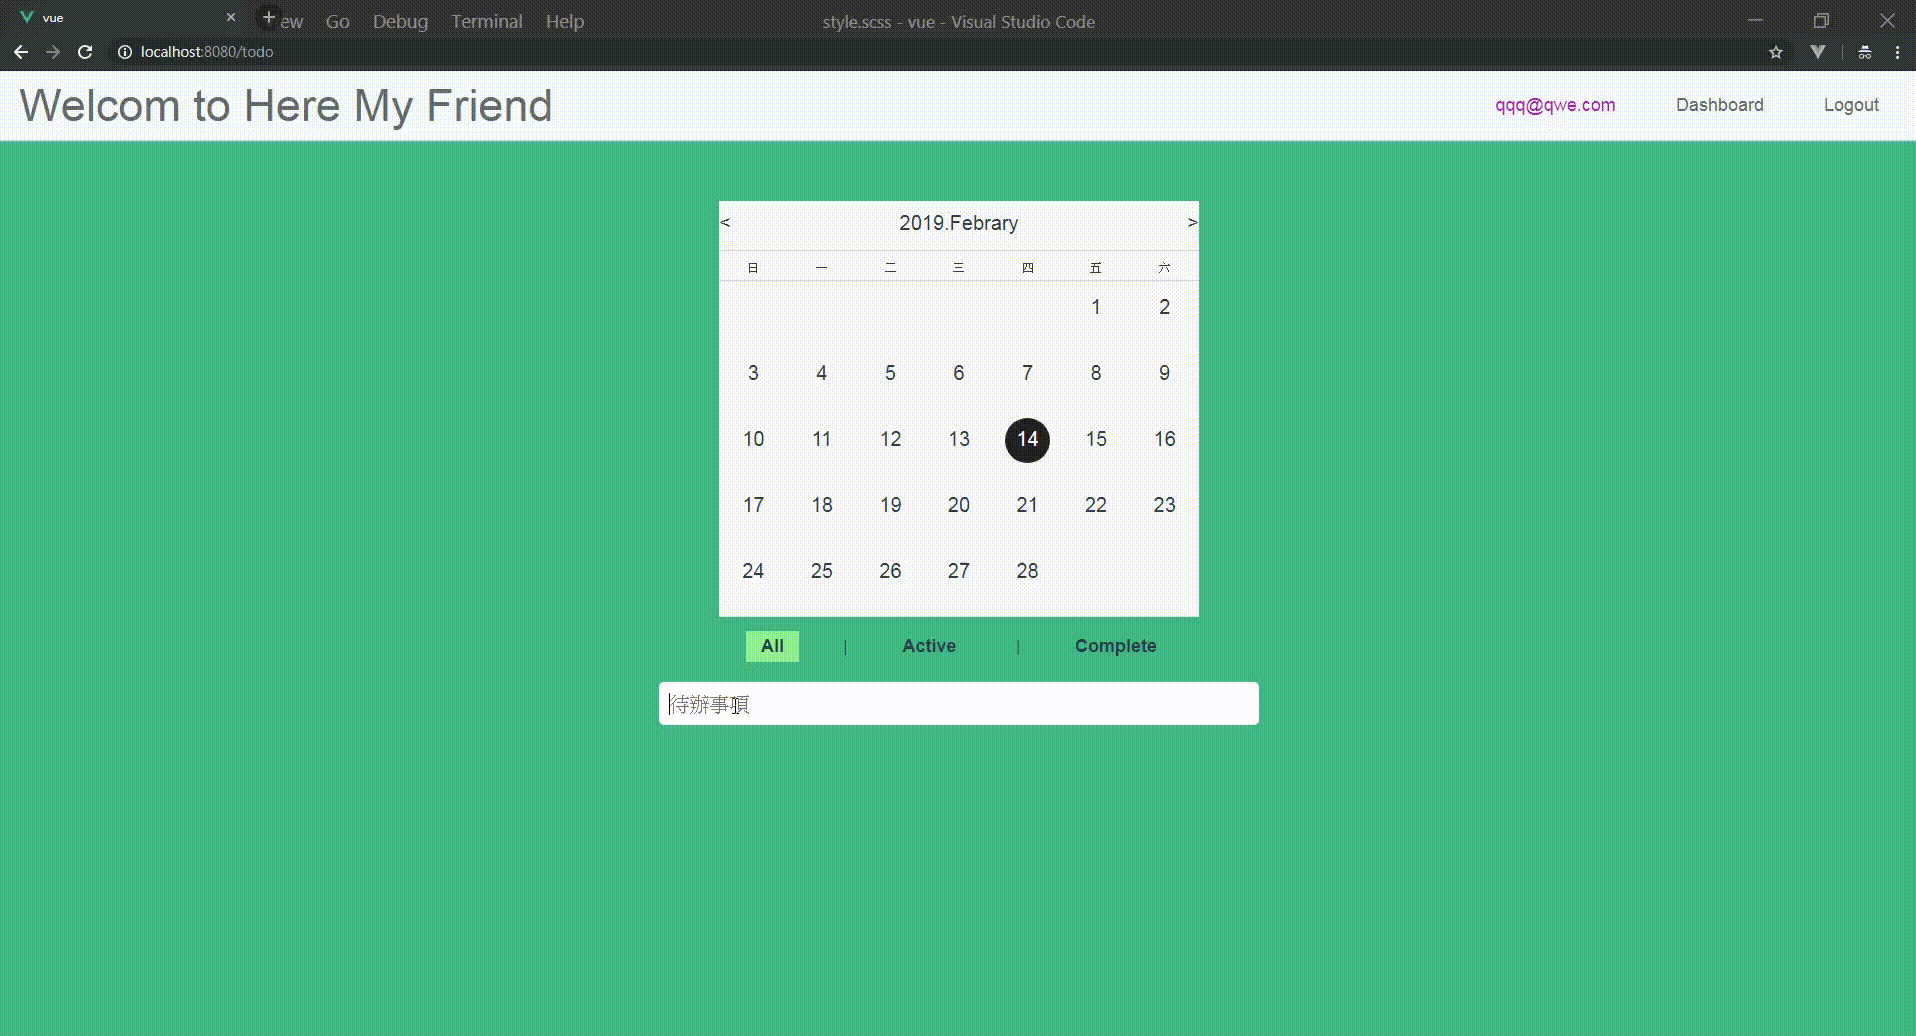 vue
ew Go Debug Terminal Help style.scss - vue - Visual Studio Code
localhost:8080/todo
Welcom to Here My Friend qqq@qwe.com Dashboard Logout
< 2019.Febrary >
日 一 二 三 四 五 六
1 2
3 4 5 6 7 8 9
10 11 12 13 14 15 16
17 18 19 20 21 22 23
24 25 26 27 28
All | Active | Complete
待辦事項